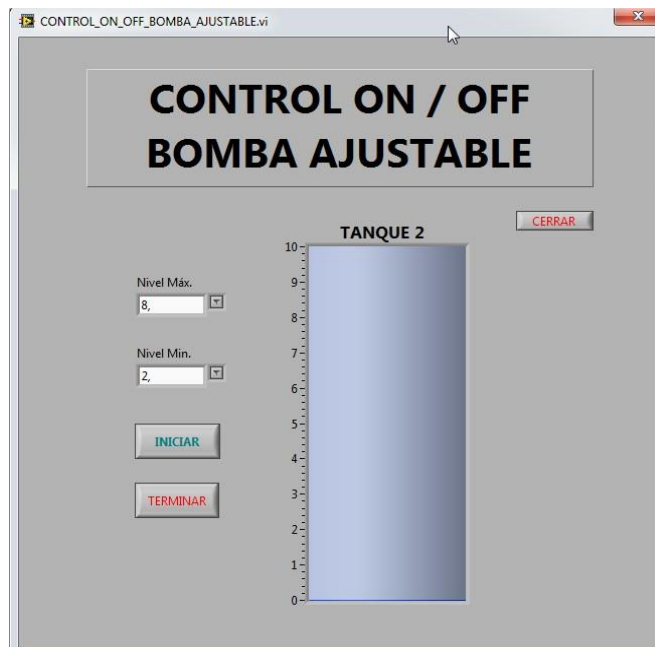 CONTROL_ON_OFF_BOMBA_AJUSTABLE.vi
CONTROL ON / OFF
BOMBA AJUSTABLE
CERRAR
TANQUE 2
10
9
Nivel Máx.
8,
8
7
Nivel Min.
2,
6
5
INICIAR
4
3
TERMINAR
2
1
0